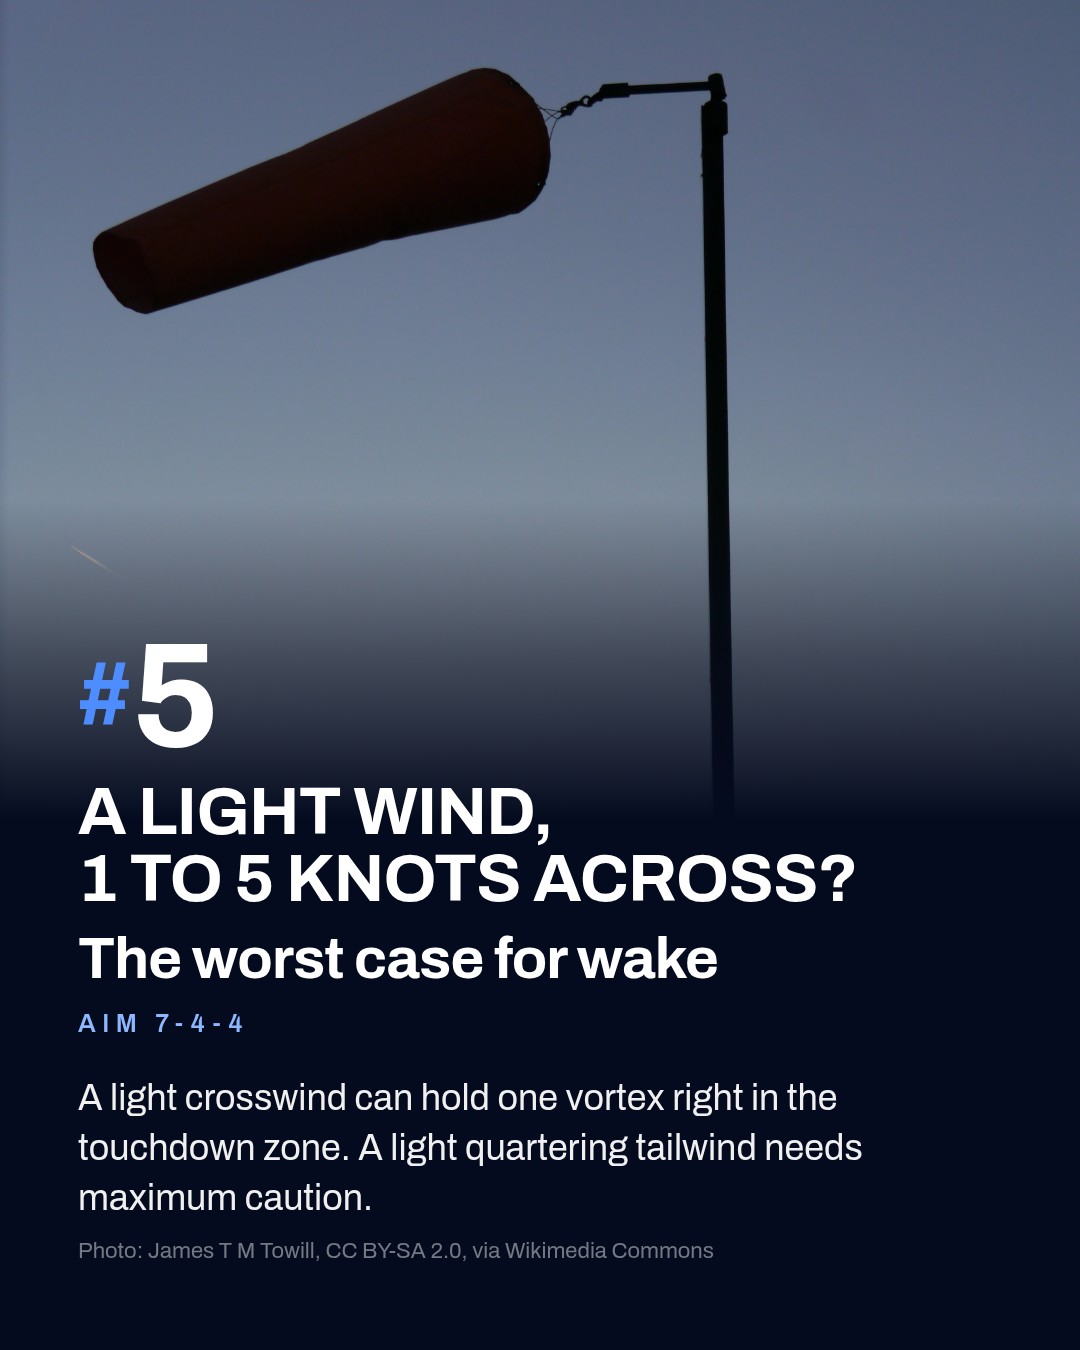 #5
A LIGHT WIND,
1 TO 5 KNOTS ACROSS?
The worst case for wake
AIM 7-4-4
A light crosswind can hold one vortex right in the
touchdown zone. A light quartering tailwind needs
maximum caution.
Photo: James T M Towill, CC BY-SA 2.0, via Wikimedia Commons